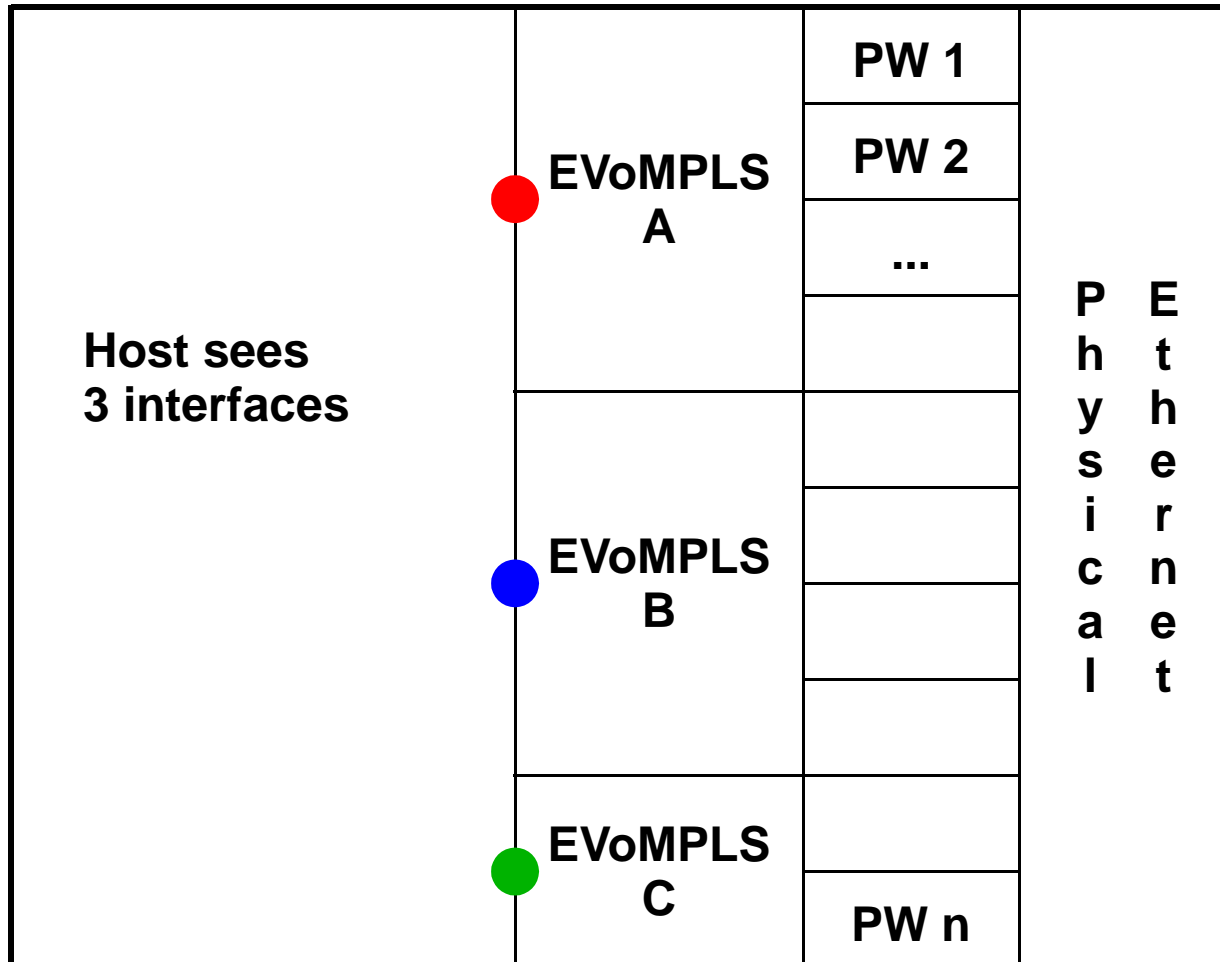 Host sees
3 interfaces
EVoMPLS
A
EVoMPLS
B
EVoMPLS
C
PW 1
PW 2
...
PW n
Physical
Ethernet